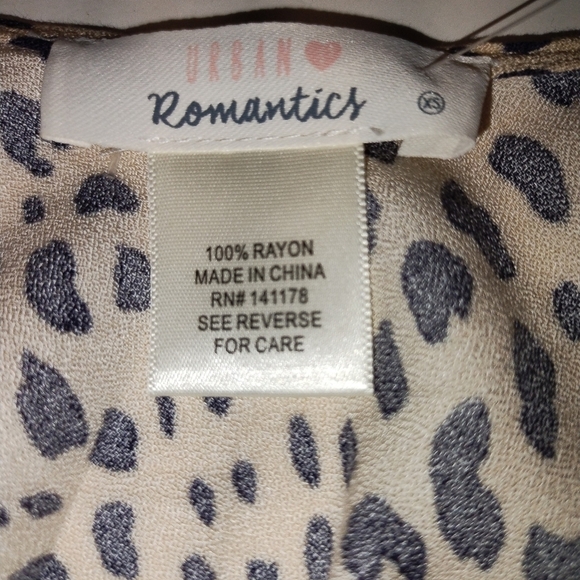 URBAN
Romantics
XS
100% RAYON
MADE IN CHINA
RN# 141178
SEE REVERSE
FOR CARE